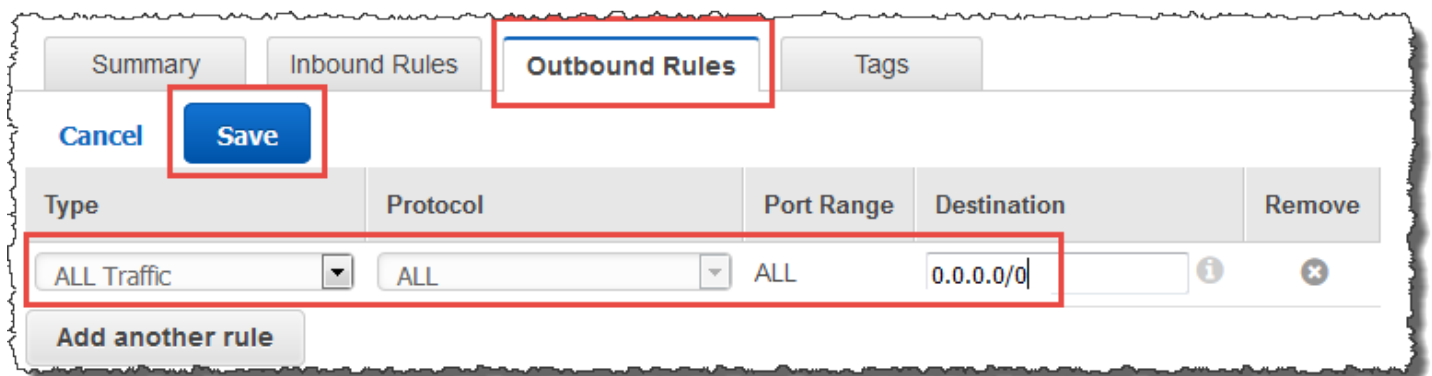 Summary Inbound Rules Outbound Rules Tags
Cancel Save
Type Protocol Port Range Destination Remove
ALL Traffic ALL ALL 0.0.0.0/0
Add another rule